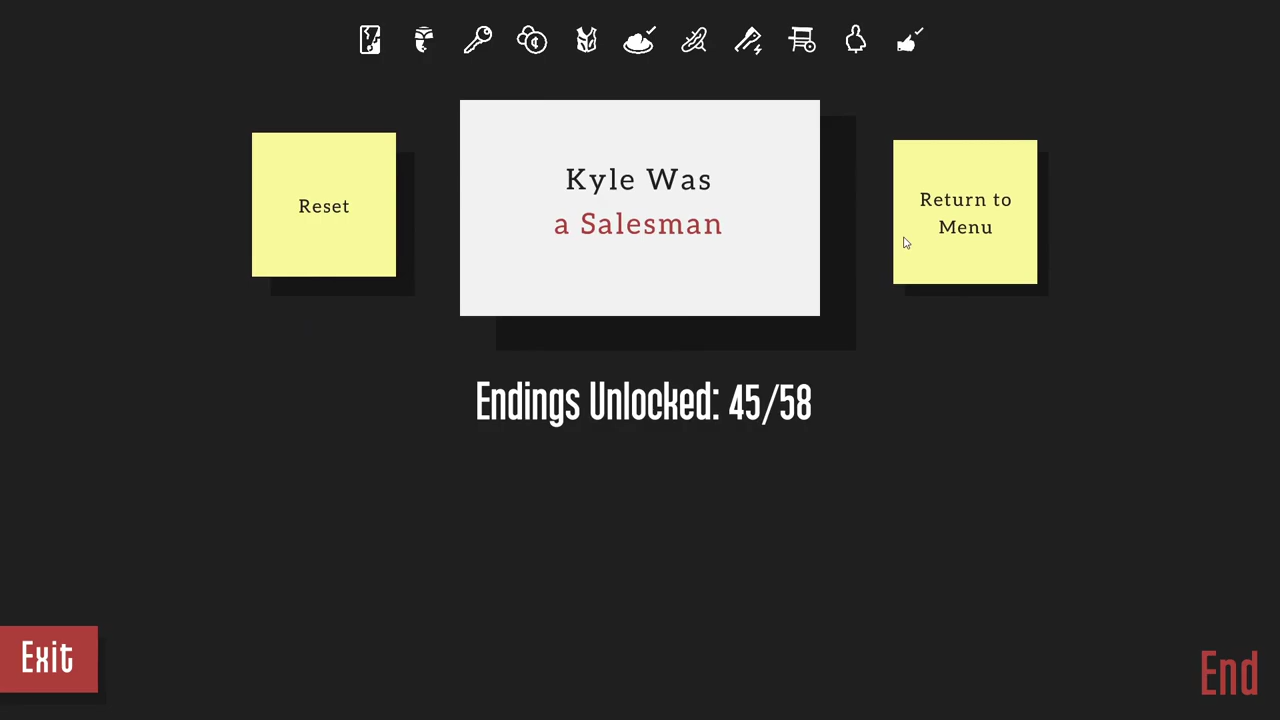 Reset
Kyle Was
a Salesman
Return to
Menu
Endings Unlocked: 45/58
Exit
End